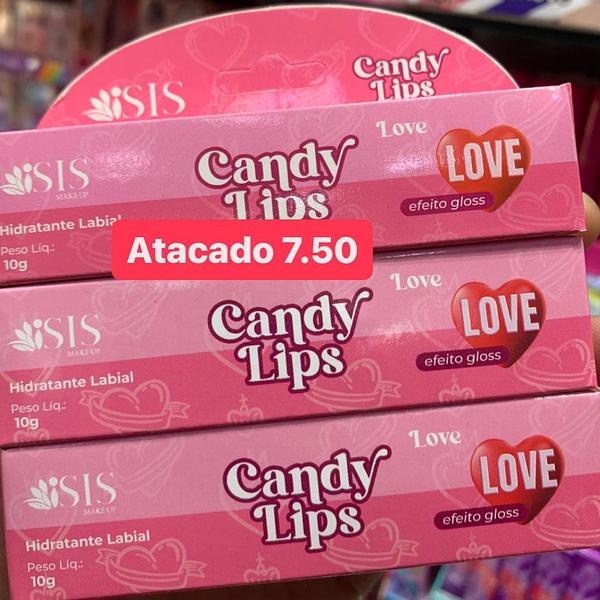 ISIS
Candy
Lips
ISIS
MAKE UP
Candy
Lips
Love
LOVE
efeito gloss
Hidratante Labial
Peso Líq.:
10g
Atacado 7.50
ISIS
MAKE UP
Candy
Lips
Love
LOVE
efeito gloss
Hidratante Labial
Peso Líq.:
10g
ISIS
MAKE UP
Candy
Lips
Love
LOVE
efeito gloss
Hidratante Labial
Peso Líq.:
10g